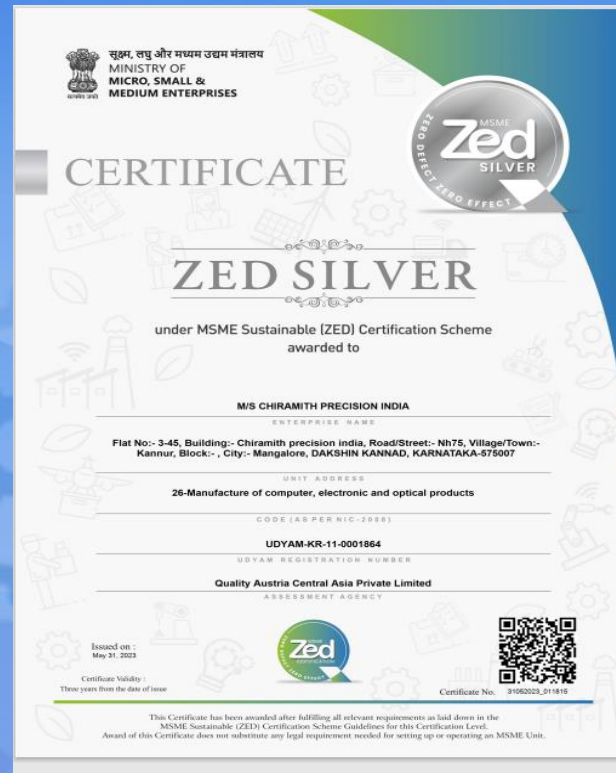 सूक्ष्म, लघु और मध्यम उद्यम मंत्रालय
MINISTRY OF
MICRO, SMALL &
MEDIUM ENTERPRISES
सत्यमेव जयते
MSME
Zed
SILVER
ZERO DEFECT ZERO EFFECT
CERTIFICATE
ZED SILVER
under MSME Sustainable (ZED) Certification Scheme
awarded to
M/S CHIRAMITH PRECISION INDIA
ENTERPRISE NAME
Flat No:- 3-45, Building:- Chiramith precision india, Road/Street:- Nh75, Village/Town:-
Kannur, Block:- , City:- Mangalore, DAKSHIN KANNAD, KARNATAKA-575007
UNIT ADDRESS
26-Manufacture of computer, electronic and optical products
CODE (AS PER NIC-2008)
UDYAM-KR-11-0001864
UDYAM REGISTRATION NUMBER
Quality Austria Central Asia Private Limited
ASSESSMENT AGENCY
Issued on :
May 31, 2023
Certificate Validity :
Three years from the date of issue
MSME
Zed
Certificate No. 31052023_011815
This Certificate has been awarded after fulfilling all relevant requirements as laid down in the
MSME Sustainable (ZED) Certification Scheme Guidelines for this Certification Level.
Award of this Certificate does not substitute any legal requirement needed for setting up or operating an MSME Unit.